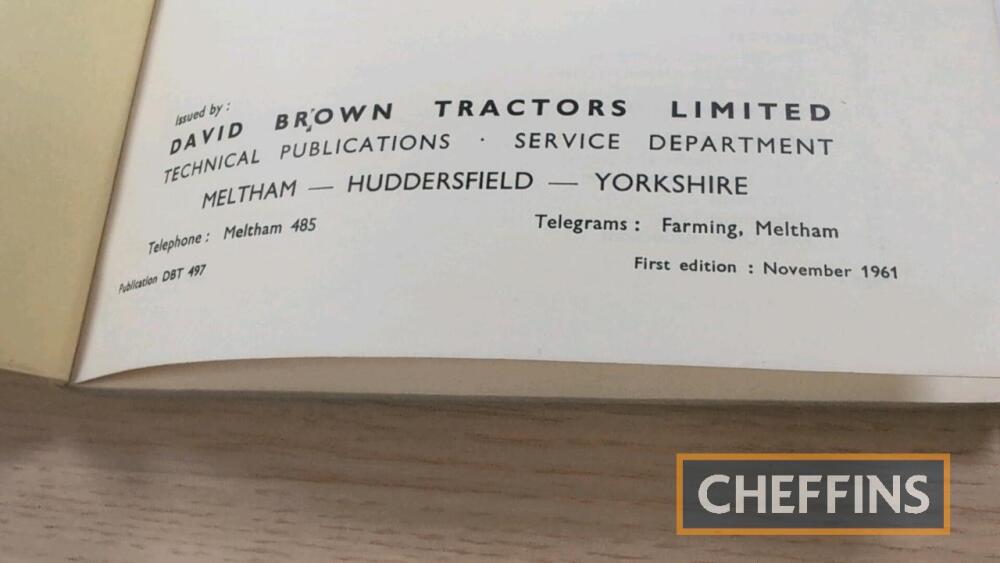 Issued by :
DAVID BROWN TRACTORS LIMITED
TECHNICAL PUBLICATIONS · SERVICE DEPARTMENT
MELTHAM — HUDDERSFIELD — YORKSHIRE
Telephone : Meltham 485 Telegrams : Farming, Meltham
Publication DBT 497 First edition : November 1961
CHEFFINS